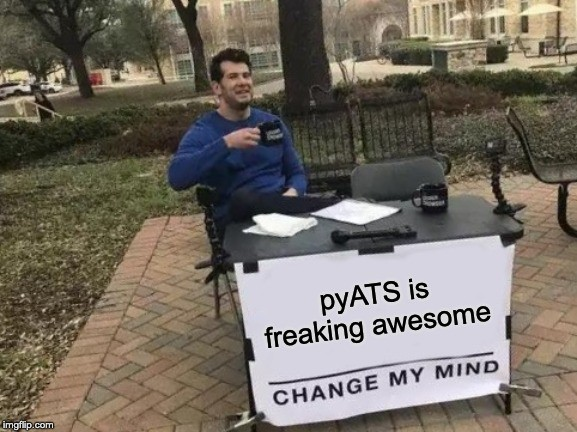 pyATS is
freaking awesome
CHANGE MY MIND
imgflip.com